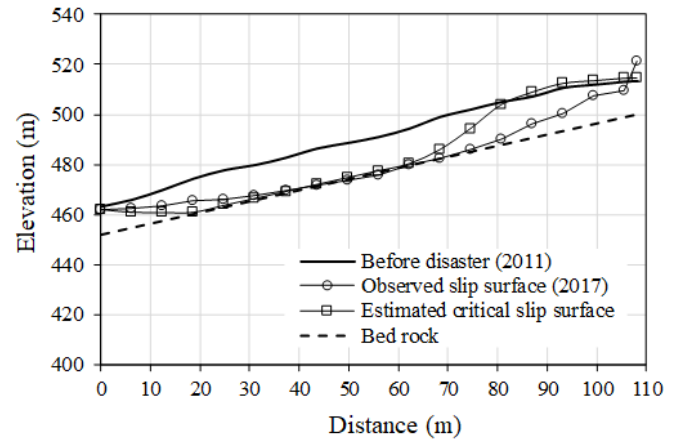 540
520
500
480
460
440
420
400
Elevation (m)
Before disaster (2011)
Observed slip surface (2017)
Estimated critical slip surface
Bed rock
0 10 20 30 40 50 60 70 80 90 100 110
Distance (m)